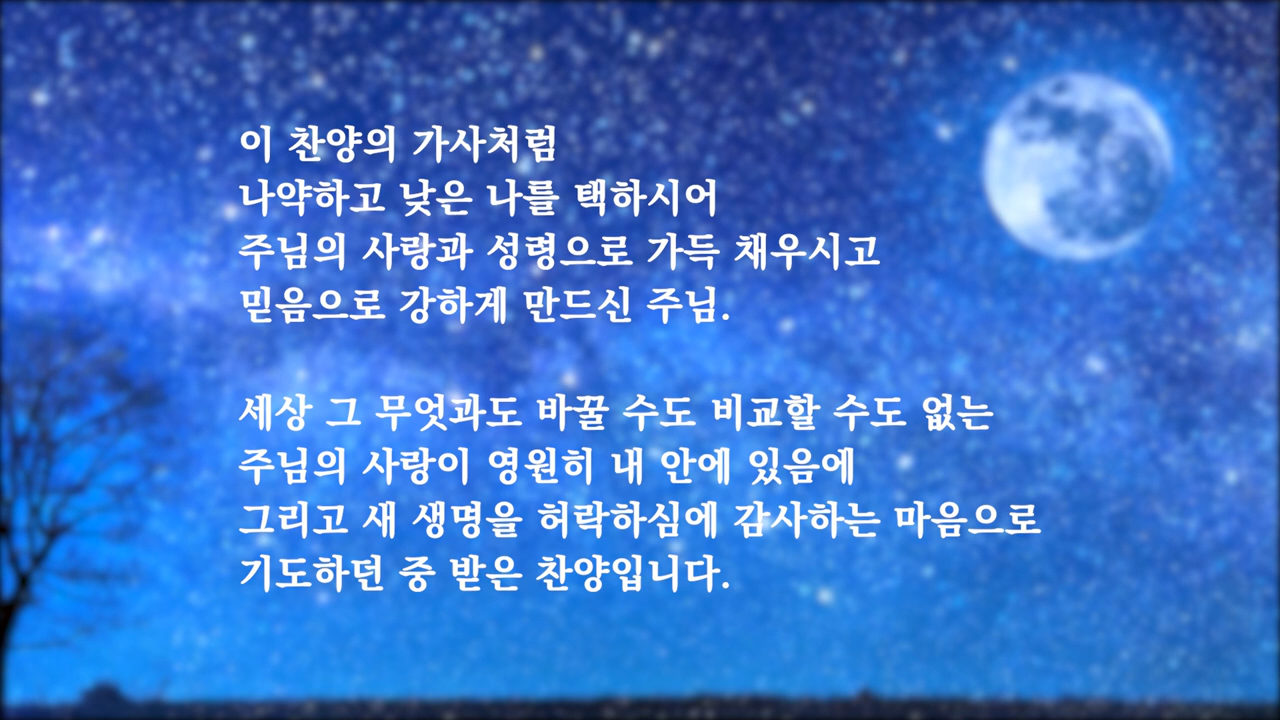 이 찬양의 가사처럼
나약하고 낮은 나를 택하시어
주님의 사랑과 성령으로 가득 채우시고
믿음으로 강하게 만드신 주님.
세상 그 무엇과도 바꿀 수도 비교할 수도 없는
주님의 사랑이 영원히 내 안에 있음에
그리고 새 생명을 허락하심에 감사하는 마음으로
기도하던 중 받은 찬양입니다.